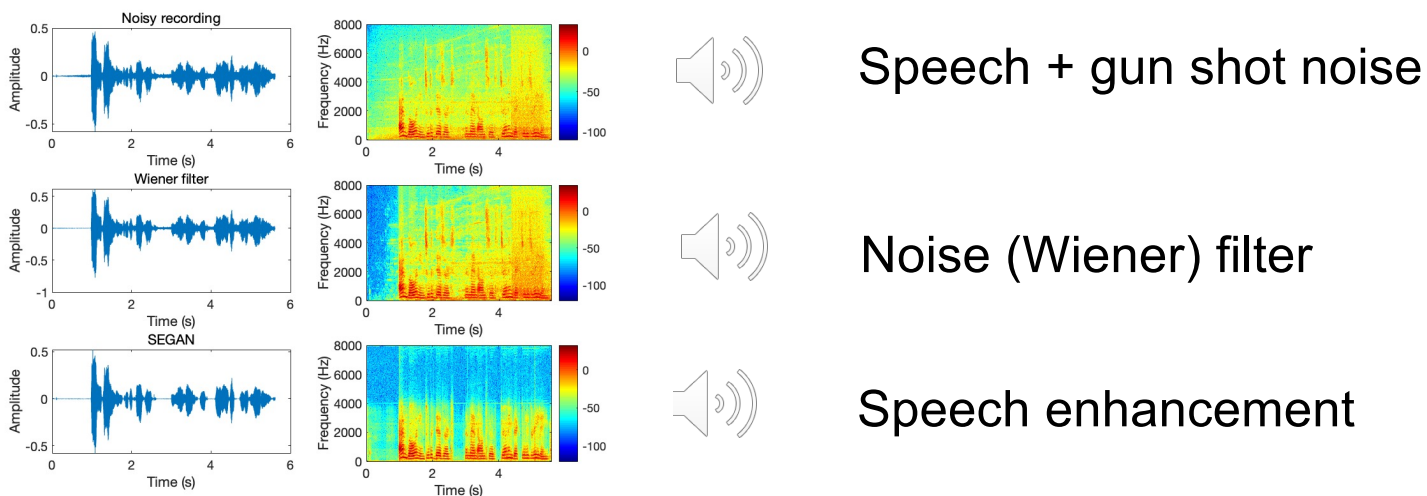 Noisy recording
0.5
0
-0.5
Amplitude
0 2 4 6
Time (s)
8000
6000
4000
2000
0
Frequency (Hz)
0 2 4
Time (s)
0
-50
-100
Speech + gun shot noise
Wiener filter
0.5
0
-0.5
-1
Amplitude
0 2 4 6
Time (s)
8000
6000
4000
2000
0
Frequency (Hz)
0 2 4
Time (s)
0
-50
-100
Noise (Wiener) filter
SEGAN
0.5
0
-0.5
Amplitude
0 2 4 6
Time (s)
8000
6000
4000
2000
0
Frequency (Hz)
0 2 4
Time (s)
0
-50
-100
Speech enhancement